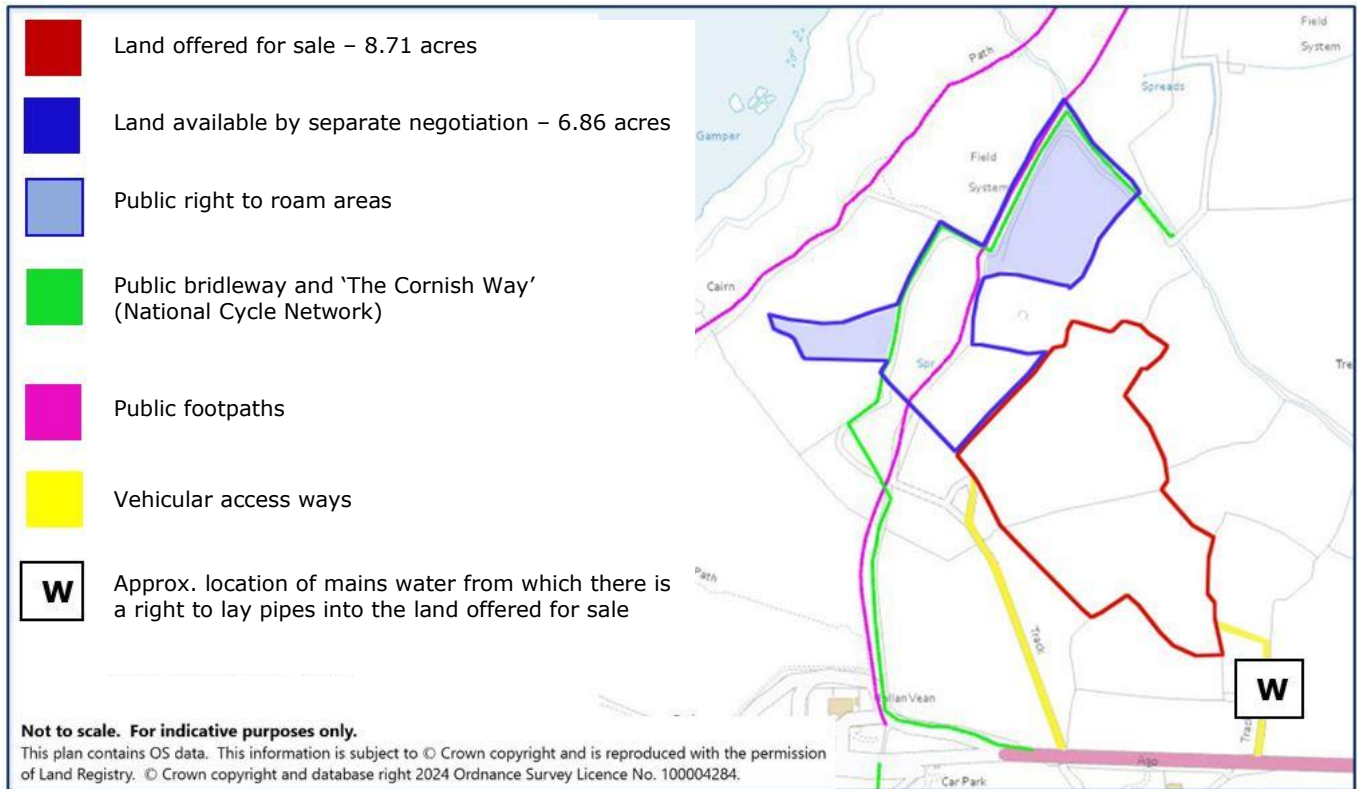 Land offered for sale – 8.71 acres
Land available by separate negotiation – 6.86 acres
Public right to roam areas
Public bridleway and ‘The Cornish Way’
(National Cycle Network)
Public footpaths
Vehicular access ways
W
Approx. location of mains water from which there is
a right to lay pipes into the land offered for sale
Not to scale. For indicative purposes only.
This plan contains OS data. This information is subject to © Crown copyright and is reproduced with the permission
of Land Registry. © Crown copyright and database right 2024 Ordnance Survey Licence No. 100004284.
Field
System
Path
Spreads
Gamper
Field
System
Cairn
Spr
Tre
Path
Track
W
Track
Vean
Car Park